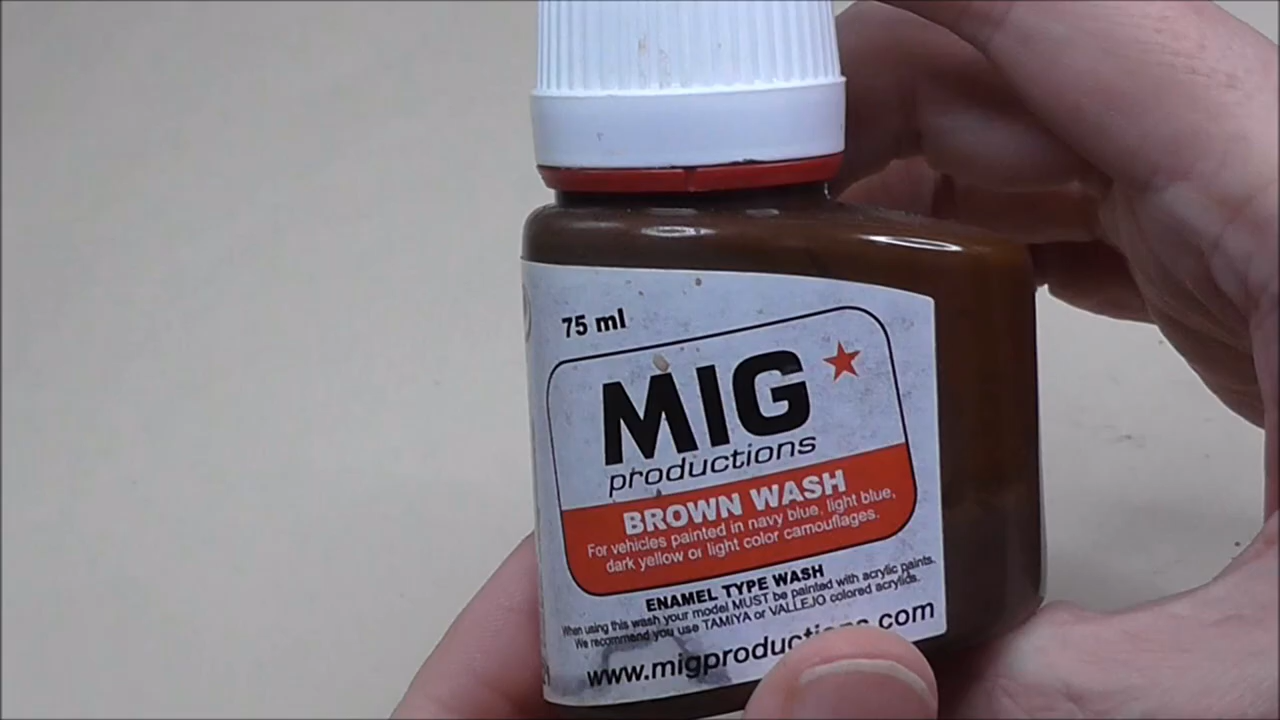 75 ml
MIG
productions
BROWN WASH
For vehicles painted in navy blue, light blue,
dark yellow or light color camouflages.
ENAMEL TYPE WASH
When using this wash your model MUST be painted with acrylic paints.
We recommend you use TAMIYA or VALLEJO colored acrylics.
www.migproductions.com